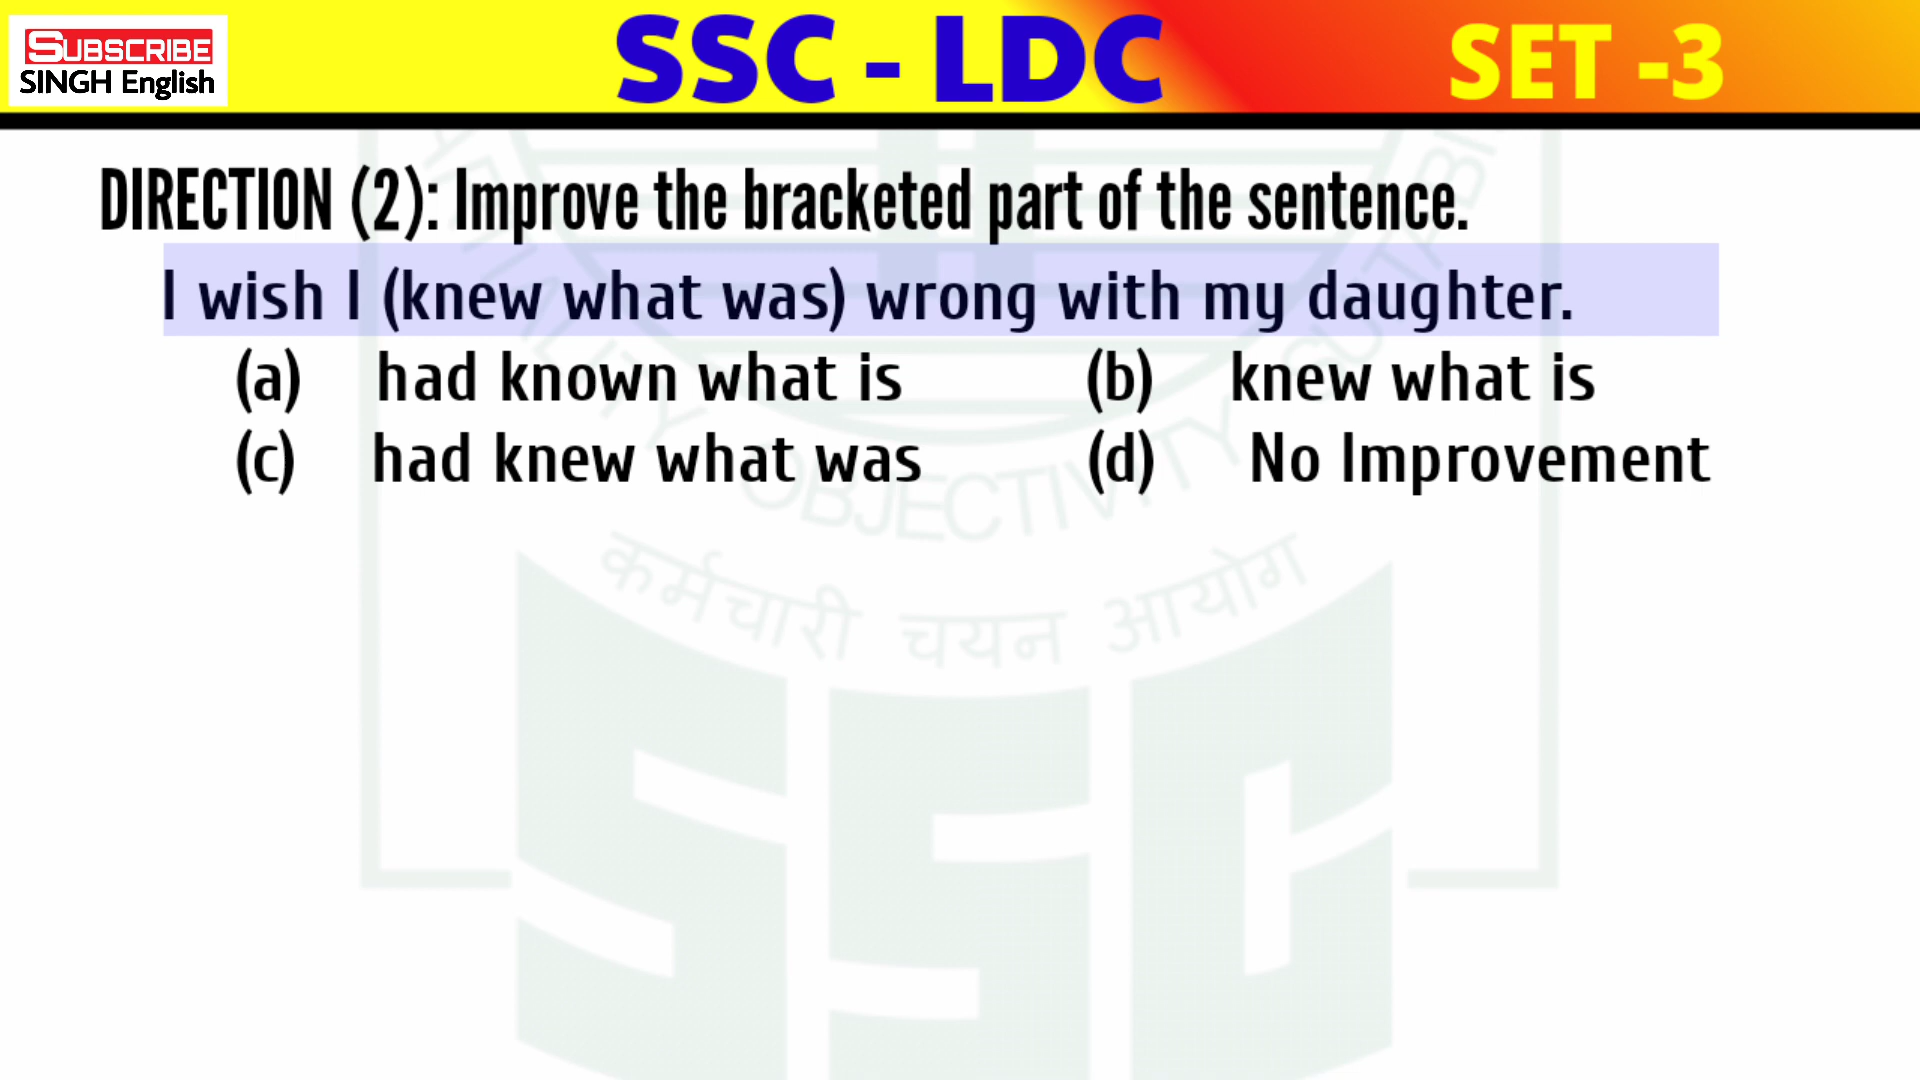 SUBSCRIBE
SINGH English
SSC - LDC
SET -3
DIRECTION (2): Improve the bracketed part of the sentence.
I wish I (knew what was) wrong with my daughter.
(a) had known what is (b) knew what is
(c) had knew what was (d) No Improvement
OBJECTIVITY
कर्मचारी चयन आयोग
SSC